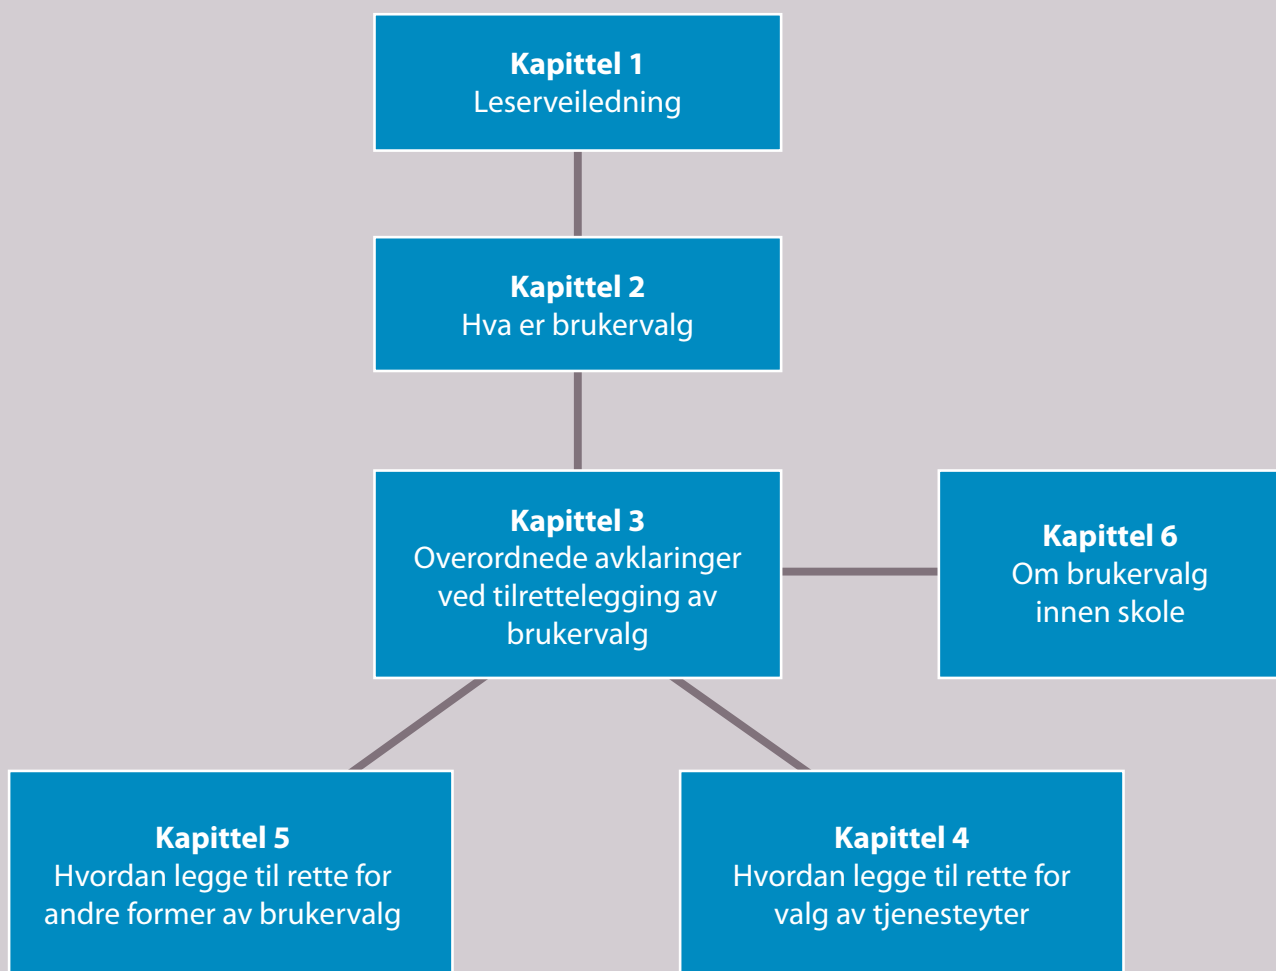 Kapittel 1
Leserveiledning
Kapittel 2
Hva er brukervalg
Kapittel 3
Overordnede avklaringer
ved tilrettelegging av
brukervalg
Kapittel 6
Om brukervalg
innen skole
Kapittel 5
Hvordan legge til rette for
andre former av brukervalg
Kapittel 4
Hvordan legge til rette for
valg av tjenesteyter